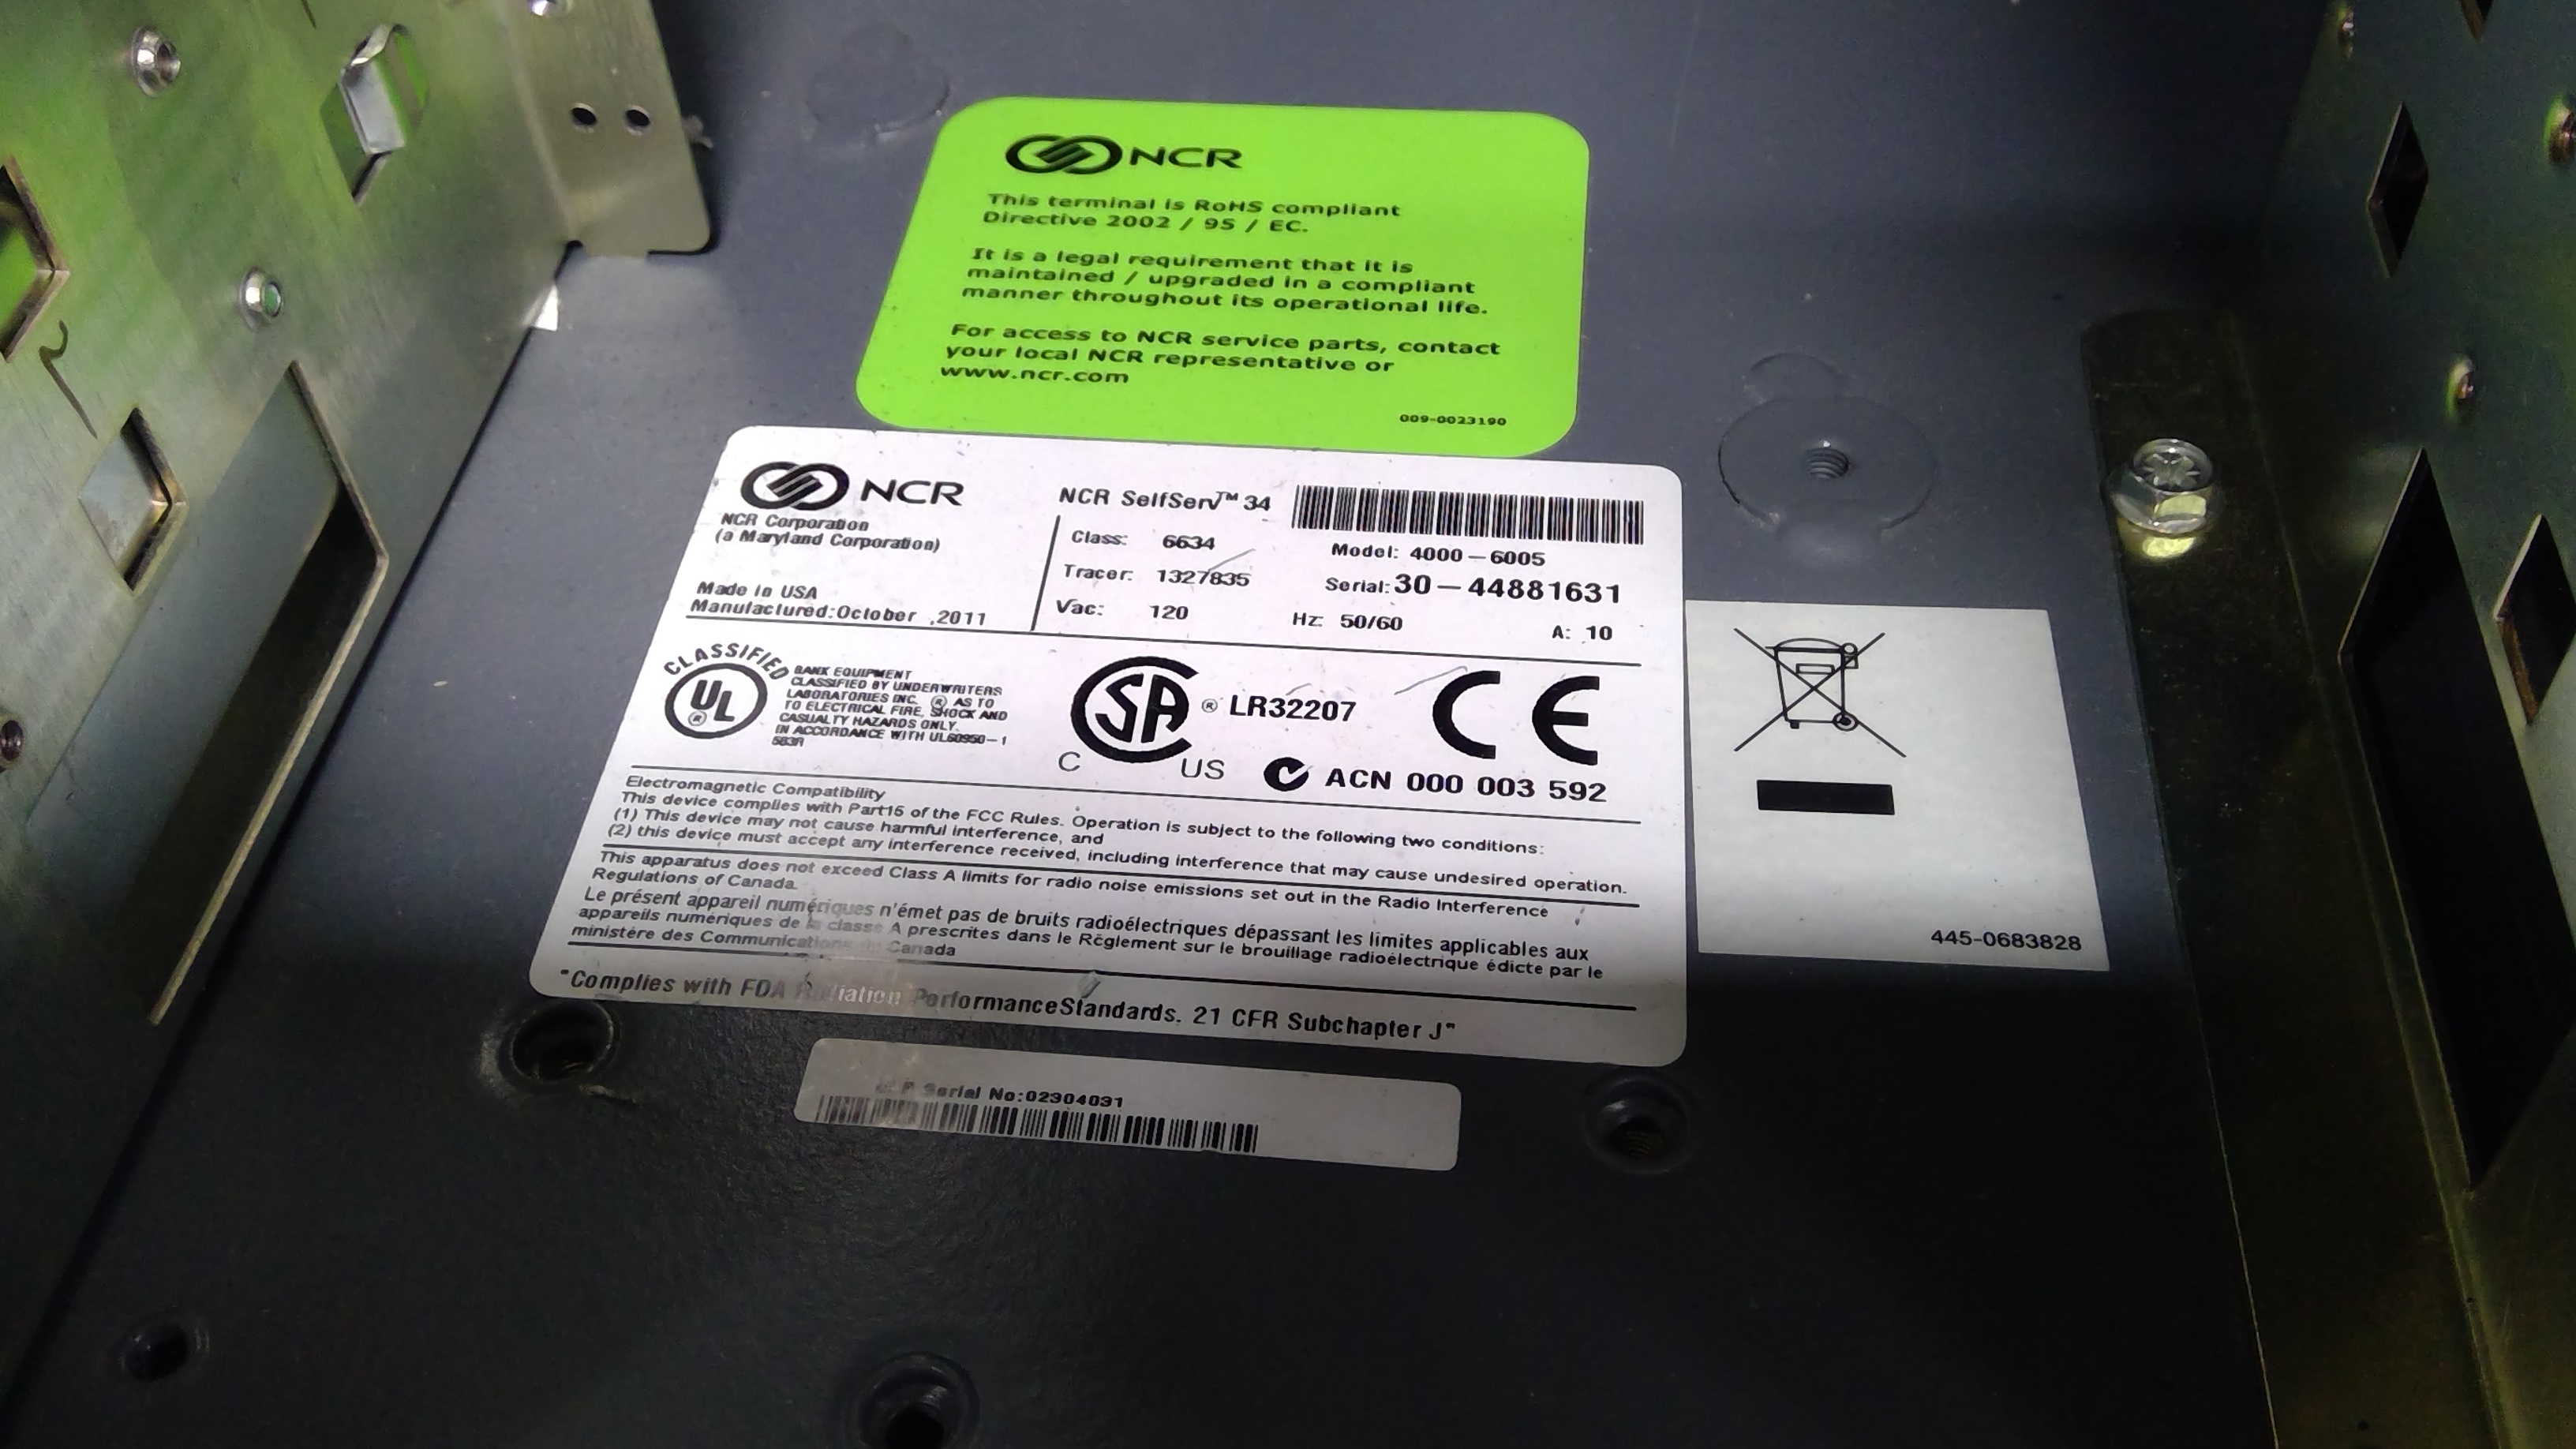 NCR
This terminal is RoHS compliant
Directive 2002 / 95 / EC.
It is a legal requirement that it is
maintained / upgraded in a compliant
manner throughout its operational life.
For access to NCR service parts, contact
your local NCR representative or
www.ncr.com
009-0023190
NCR
NCR Corporation
(a Maryland Corporation)
Made in USA
Manufactured:October ,2011
NCR SelfServ™ 34
Class: 6634
Model: 4000-6005
Tracer: 1327835
Serial:30-44881631
Vac: 120 Hz: 50/60 A: 10
CLASSIFIED
UL ®
BANK EQUIPMENT
CLASSIFIED BY UNDERWRITERS
LABORATORIES INC. ® AS TO
TO ELECTRICAL FIRE, SHOCK AND
CASUALTY HAZARDS ONLY.
IN ACCORDANCE WITH UL60950-1
583A
C SA US ® LR32207
CE
ACN 000 003 592
Electromagnetic Compatibility
This device complies with Part15 of the FCC Rules. Operation is subject to the following two conditions:
(1) This device may not cause harmful interference, and
(2) this device must accept any interference received, including interference that may cause undesired operation.
This apparatus does not exceed Class A limits for radio noise emissions set out in the Radio Interference
Regulations of Canada.
Le présent appareil numériques n'émet pas de bruits radioélectriques dépassant les limites applicables aux
appareils numériques de la classe A prescrites dans le Règlement sur le brouillage radioélectrique édicte par le
ministère des Communications du Canada
"Complies with FDA Radiation PerformanceStandards. 21 CFR Subchapter J"
Serial No:02304031
445-0683828